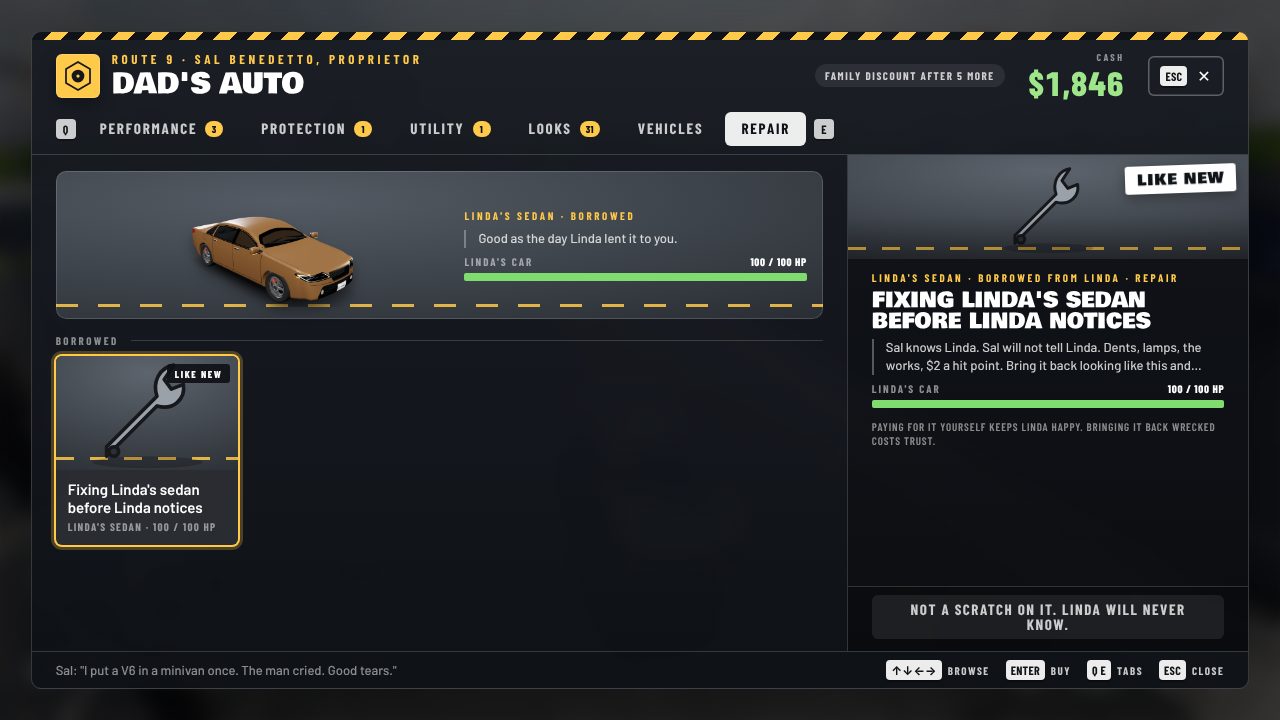 ROUTE 9 · SAL BENEDETTO, PROPRIETOR
DAD'S AUTO
FAMILY DISCOUNT AFTER 5 MORE
CASH
$1,846
ESC ✕
Q PERFORMANCE 3 PROTECTION 1 UTILITY 1 LOOKS 31 VEHICLES REPAIR E
LINDA'S SEDAN · BORROWED
Good as the day Linda lent it to you.
LINDA'S CAR 100 / 100 HP
BORROWED
LIKE NEW
Fixing Linda's sedan
before Linda notices
LINDA'S SEDAN · 100 / 100 HP
LIKE NEW
LINDA'S SEDAN · BORROWED FROM LINDA · REPAIR
FIXING LINDA'S SEDAN
BEFORE LINDA NOTICES
Sal knows Linda. Sal will not tell Linda. Dents, lamps, the
works, $2 a hit point. Bring it back looking like this and...
LINDA'S CAR 100 / 100 HP
PAYING FOR IT YOURSELF KEEPS LINDA HAPPY. BRINGING IT BACK WRECKED
COSTS TRUST.
NOT A SCRATCH ON IT. LINDA WILL NEVER
KNOW.
Sal: "I put a V6 in a minivan once. The man cried. Good tears."
↑↓←→ BROWSE ENTER BUY Q E TABS ESC CLOSE